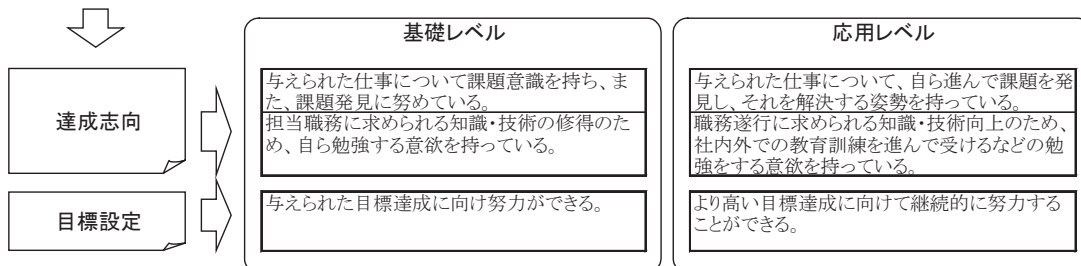 基礎レベル
応用レベル
達成志向
与えられた仕事について課題意識を持ち、ま
た、課題発見に努めている。
担当職務に求められる知識・技術の修得のた
め、自ら勉強する意欲を持っている。
与えられた仕事について、自ら進んで課題を発
見し、それを解決する姿勢を持っている。
職務遂行に求められる知識・技術向上のため、
社内外での教育訓練を進んで受けるなどの勉
強をする意欲を持っている。
目標設定
与えられた目標達成に向け努力ができる。
より高い目標達成に向けて継続的に努力する
ことができる。